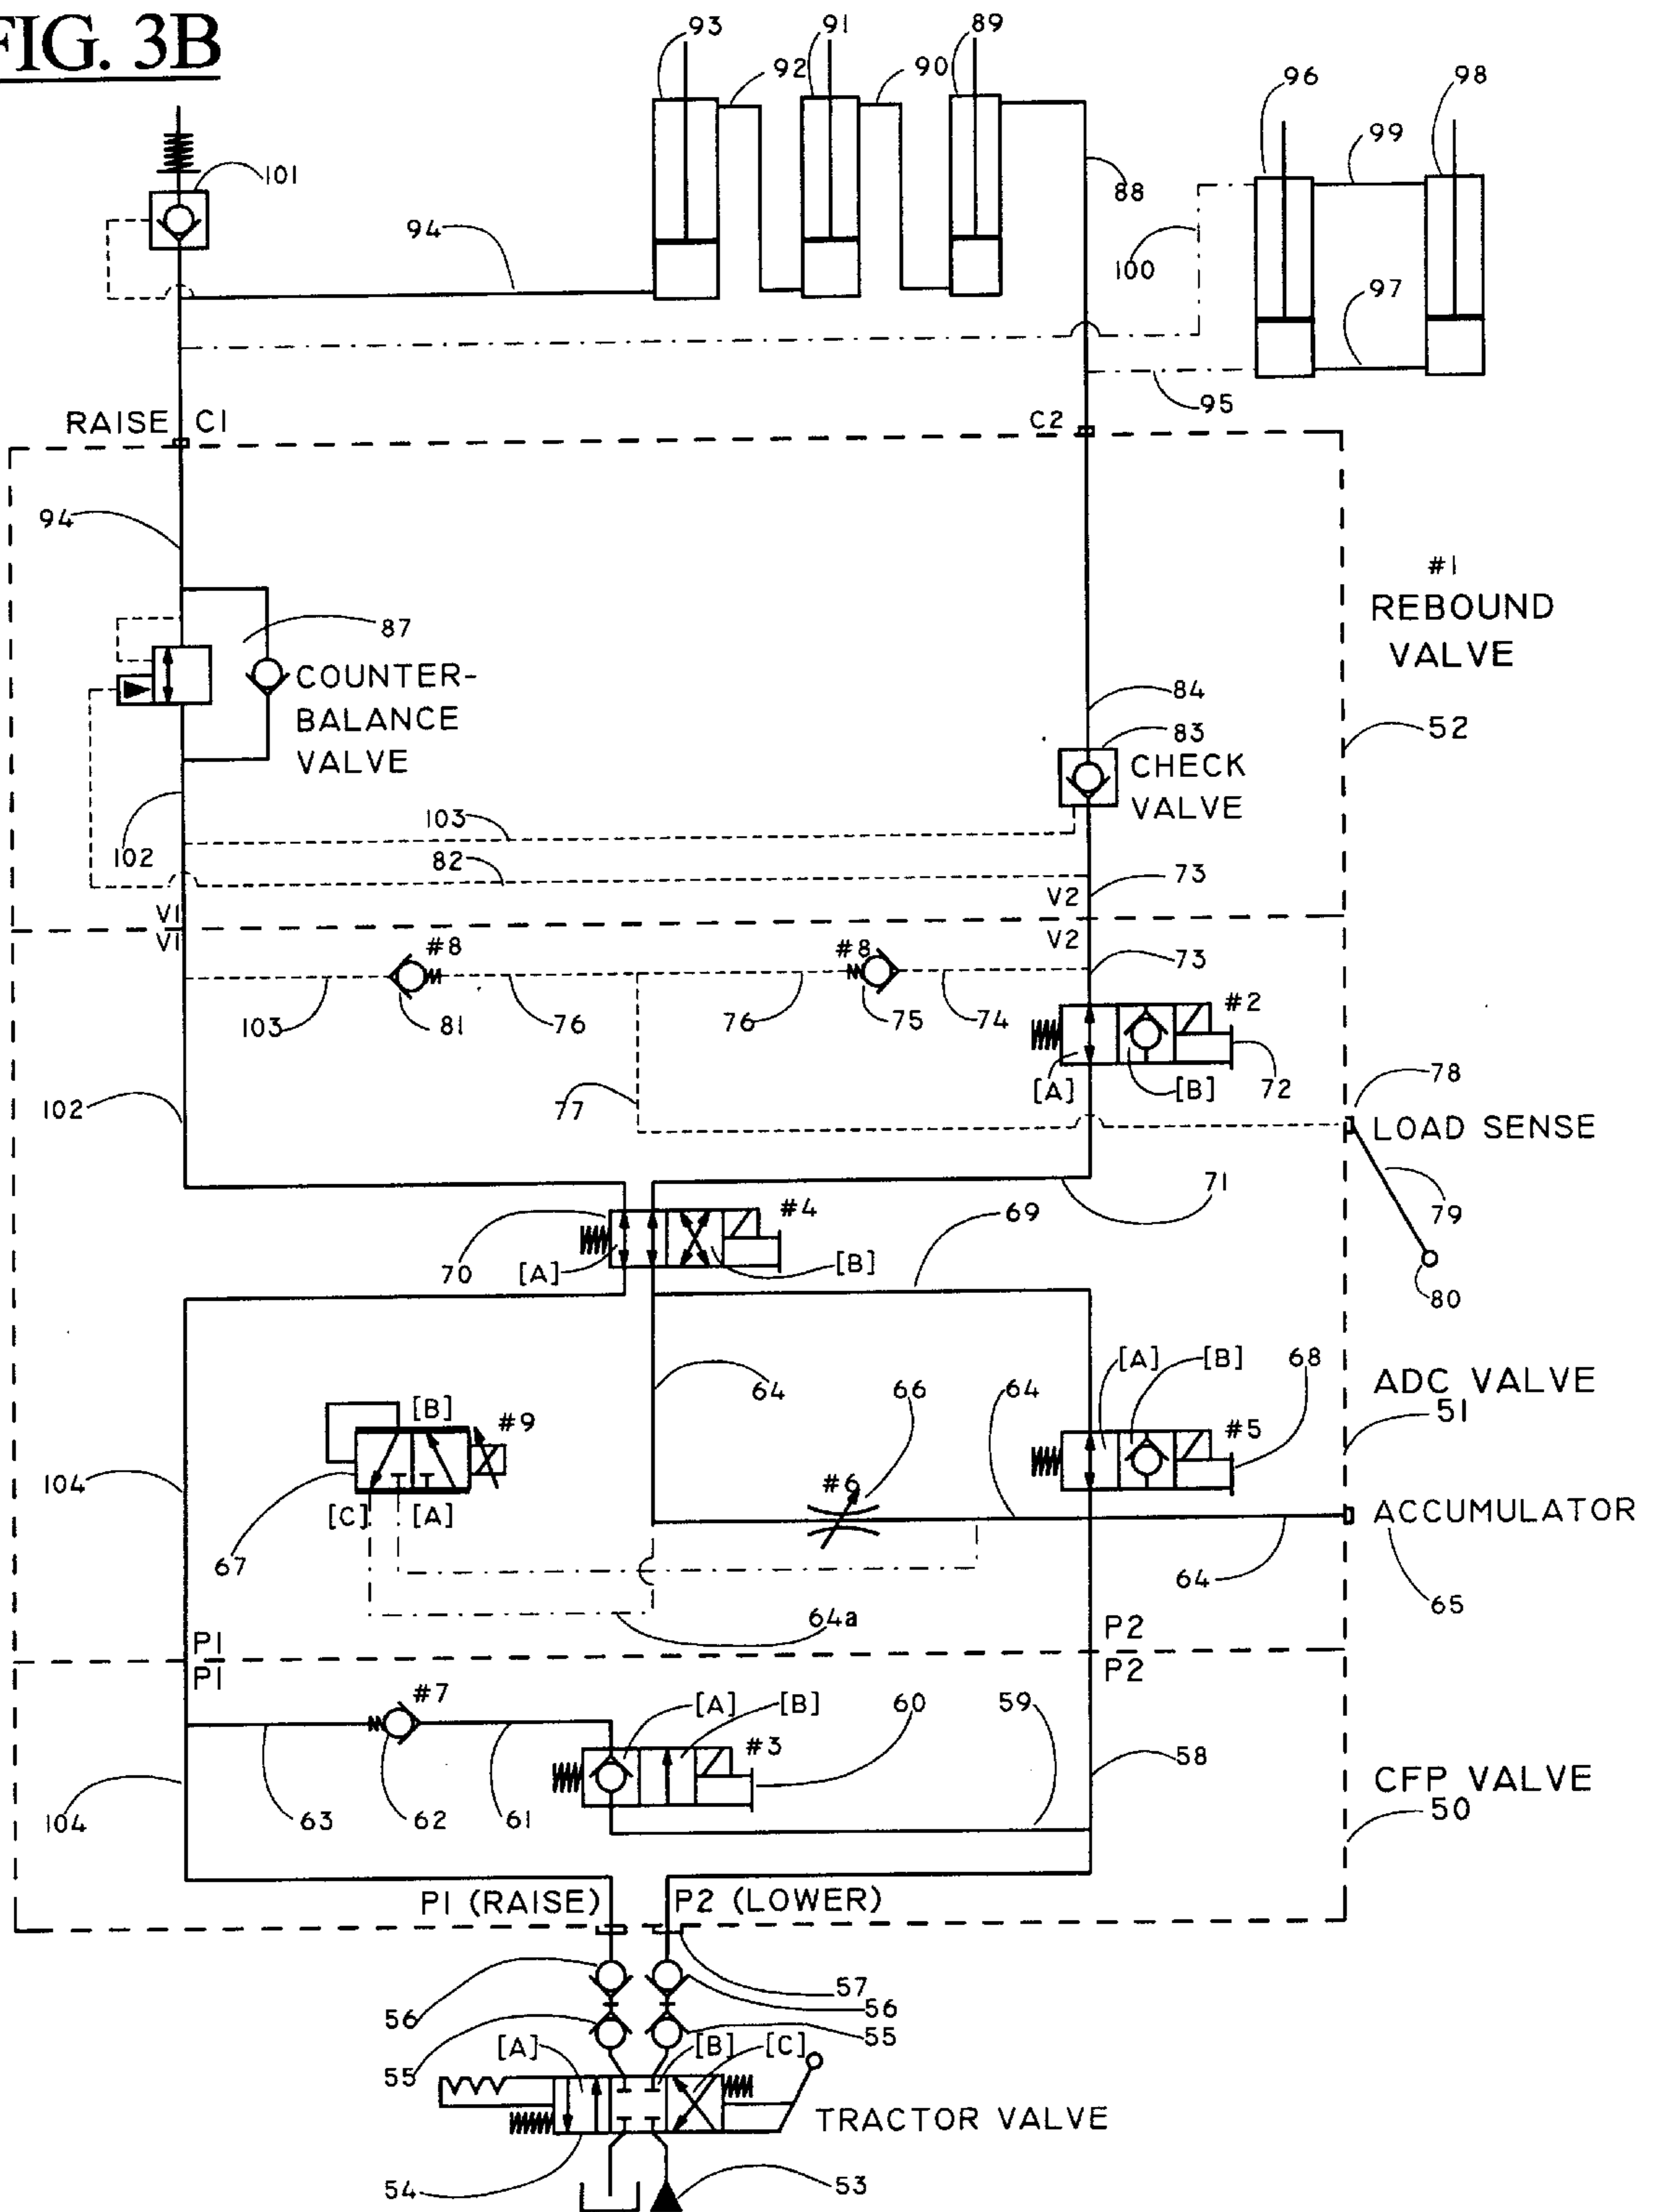 FIG. 3B
93
91
89
92
90
96
98
99
101
88
94
100
97
95
RAISE C1
C2
94
#1
REBOUND
VALVE
87
COUNTER-
BALANCE
VALVE
84
83
52
CHECK
VALVE
103
102
82
73
V1
V2
V1
V2
#8
#8
73
103
81
76
76
75
74
#2
72
[A]
[B]
78
102
77
LOAD SENSE
71
79
#4
69
70
[A]
[B]
80
[A]
[B]
68
64
66
64
ADC VALVE
51
[B]
#9
#5
104
#6
[C]
[A]
ACCUMULATOR
67
64
65
64a
P1
P2
P1
P2
#7
[A]
[B]
60
59
#3
58
CFP VALVE
50
104
63
62
61
P1 (RAISE)
P2 (LOWER)
57
56
56
55
[A]
[B]
[C]
55
TRACTOR VALVE
54
53